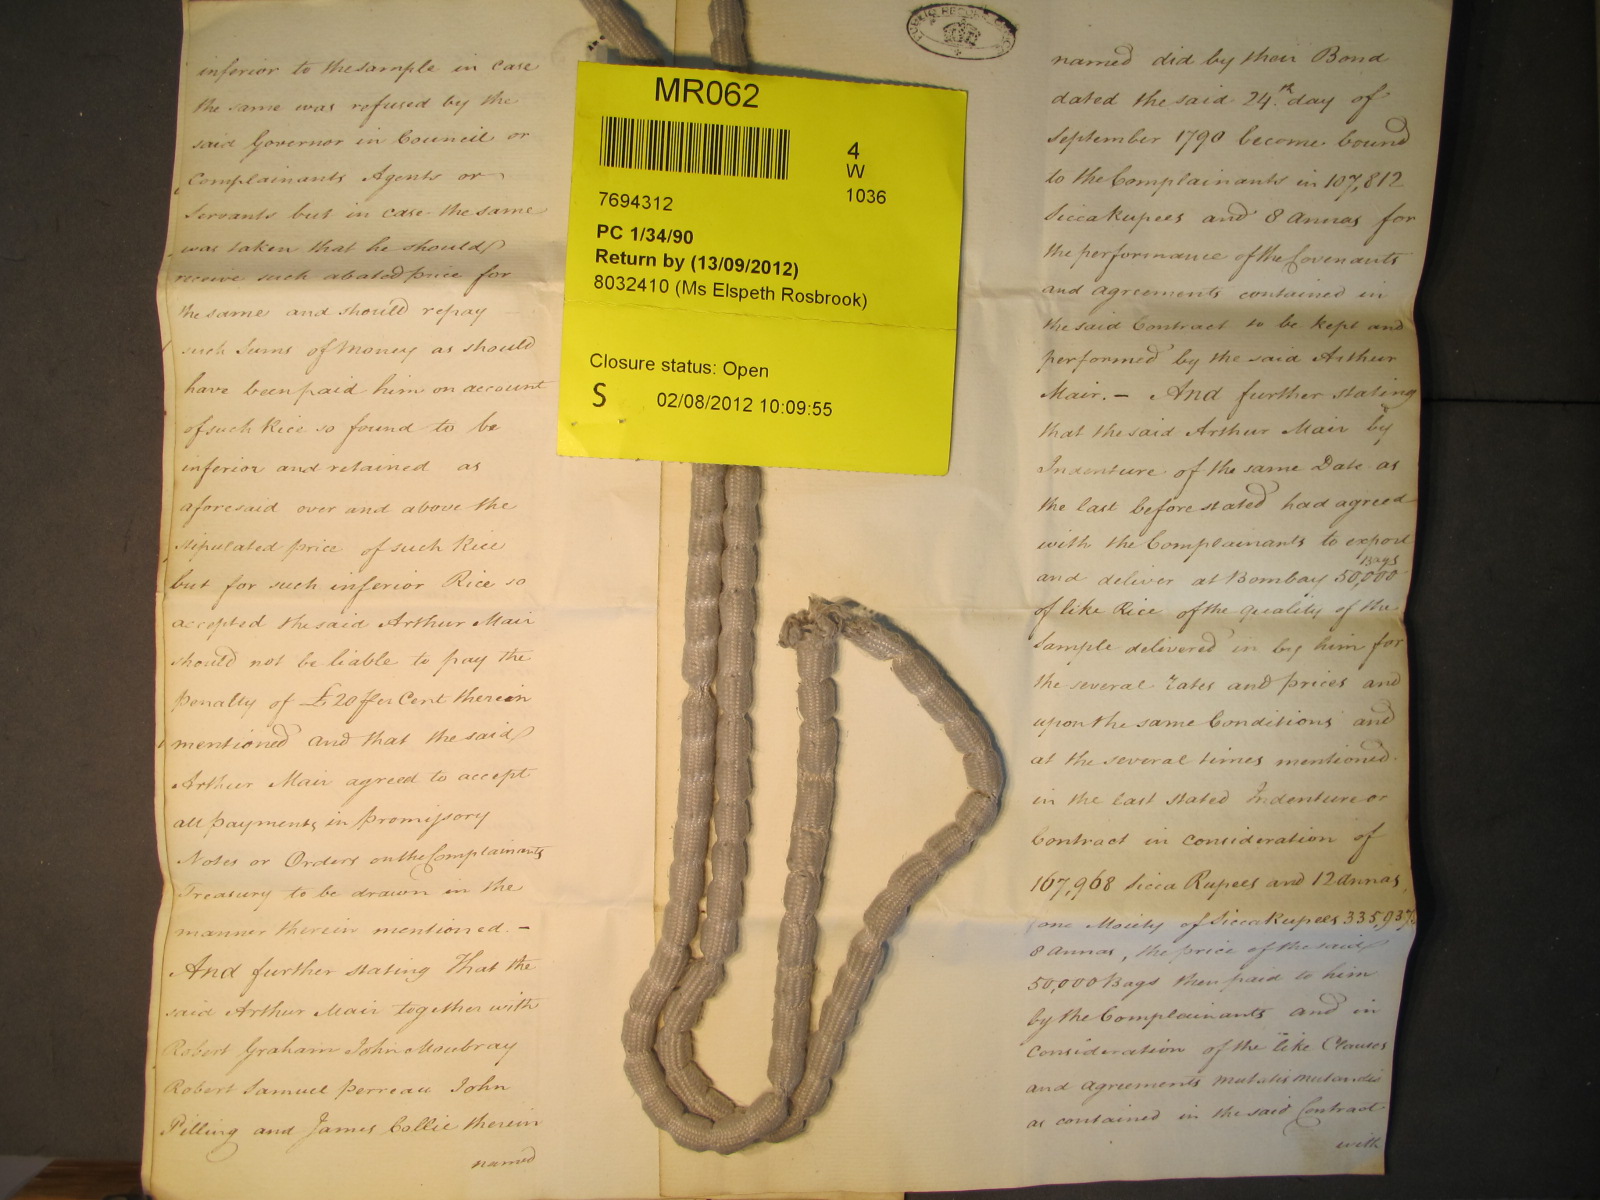 inferior to the sample in case
the same was refused by the
said Governor in Council or
Complainants Agents or
Servants but in case the same
was taken that he should
receive such abated price for
the same and should repay
such Sums of Money as should
have been paid him on account
of such Rice so found to be
inferior and retained as
aforesaid over and above the
stipulated price of such Rice
but for such inferior Rice so
accepted the said Arthur Mair
should not be liable to pay the
Penalty of £20 per Cent therein
mentioned and that the said
Arthur Mair agreed to accept
all payments in Promissory
Notes or Orders on the Complainants
Treasury to be drawn in the
manner therein mentioned. -
And further stating That the
said Arthur Mair together with
Robert Graham John Moubray
Robert Samuel Perreau John
Pilling and James Collie therein
named
MR062
4
W
1036
7694312
PC 1/34/90
Return by (13/09/2012)
8032410 (Ms Elspeth Rosbrook)
Closure status: Open
S 02/08/2012 10:09:55
PUBLIC RECORD
named did by their Bond
dated the said 24.th day of
September 1790 become bound
to the Complainants in 107,812
Sicca Rupees and 8 Annas for
the performance of the Covenants
and agreements contained in
the said Contract to be kept and
performed by the said Arthur
Mair. - And further stating
that the said Arthur Mair by
Indenture of the same Date as
the last before stated had agreed
with the Complainants to export
and deliver at Bombay 50,000 Bags
of like Rice of the quality of the
Sample delivered in by him for
the several rates and prices and
upon the same Conditions and
at the several times mentioned
in the last stated Indenture or
Contract in consideration of
167,968 Sicca Rupees and 12 Annas,
one Moiety of Sicca Rupees 335,937
8 Annas, the price of the said
50,000 Bags then paid to him
by the Complainants and in
Consideration of the like Clauses
and agreements mutatis mutandis
as contained in the said Contract
with